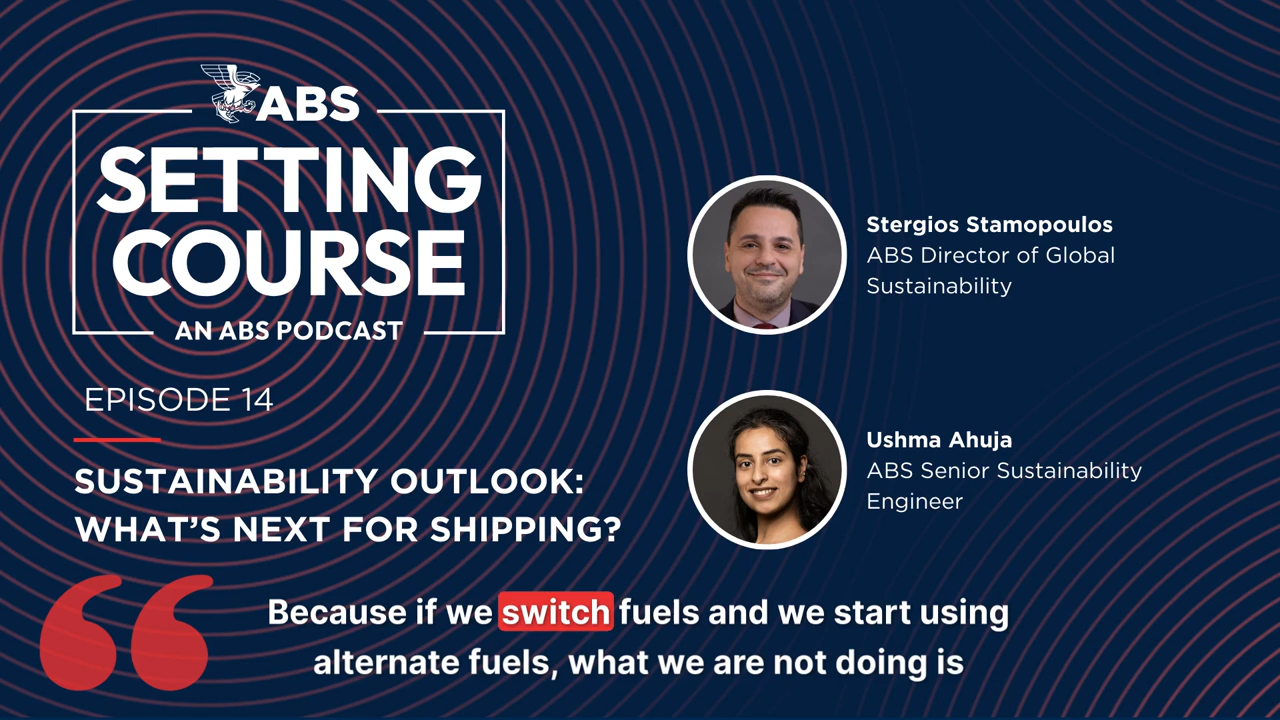 ABS
SETTING
COURSE
AN ABS PODCAST
EPISODE 14
SUSTAINABILITY OUTLOOK:
WHAT'S NEXT FOR SHIPPING?
Stergios Stamopoulos
ABS Director of Global
Sustainability
Ushma Ahuja
ABS Senior Sustainability
Engineer
Because if we switch fuels and we start using
alternate fuels, what we are not doing is